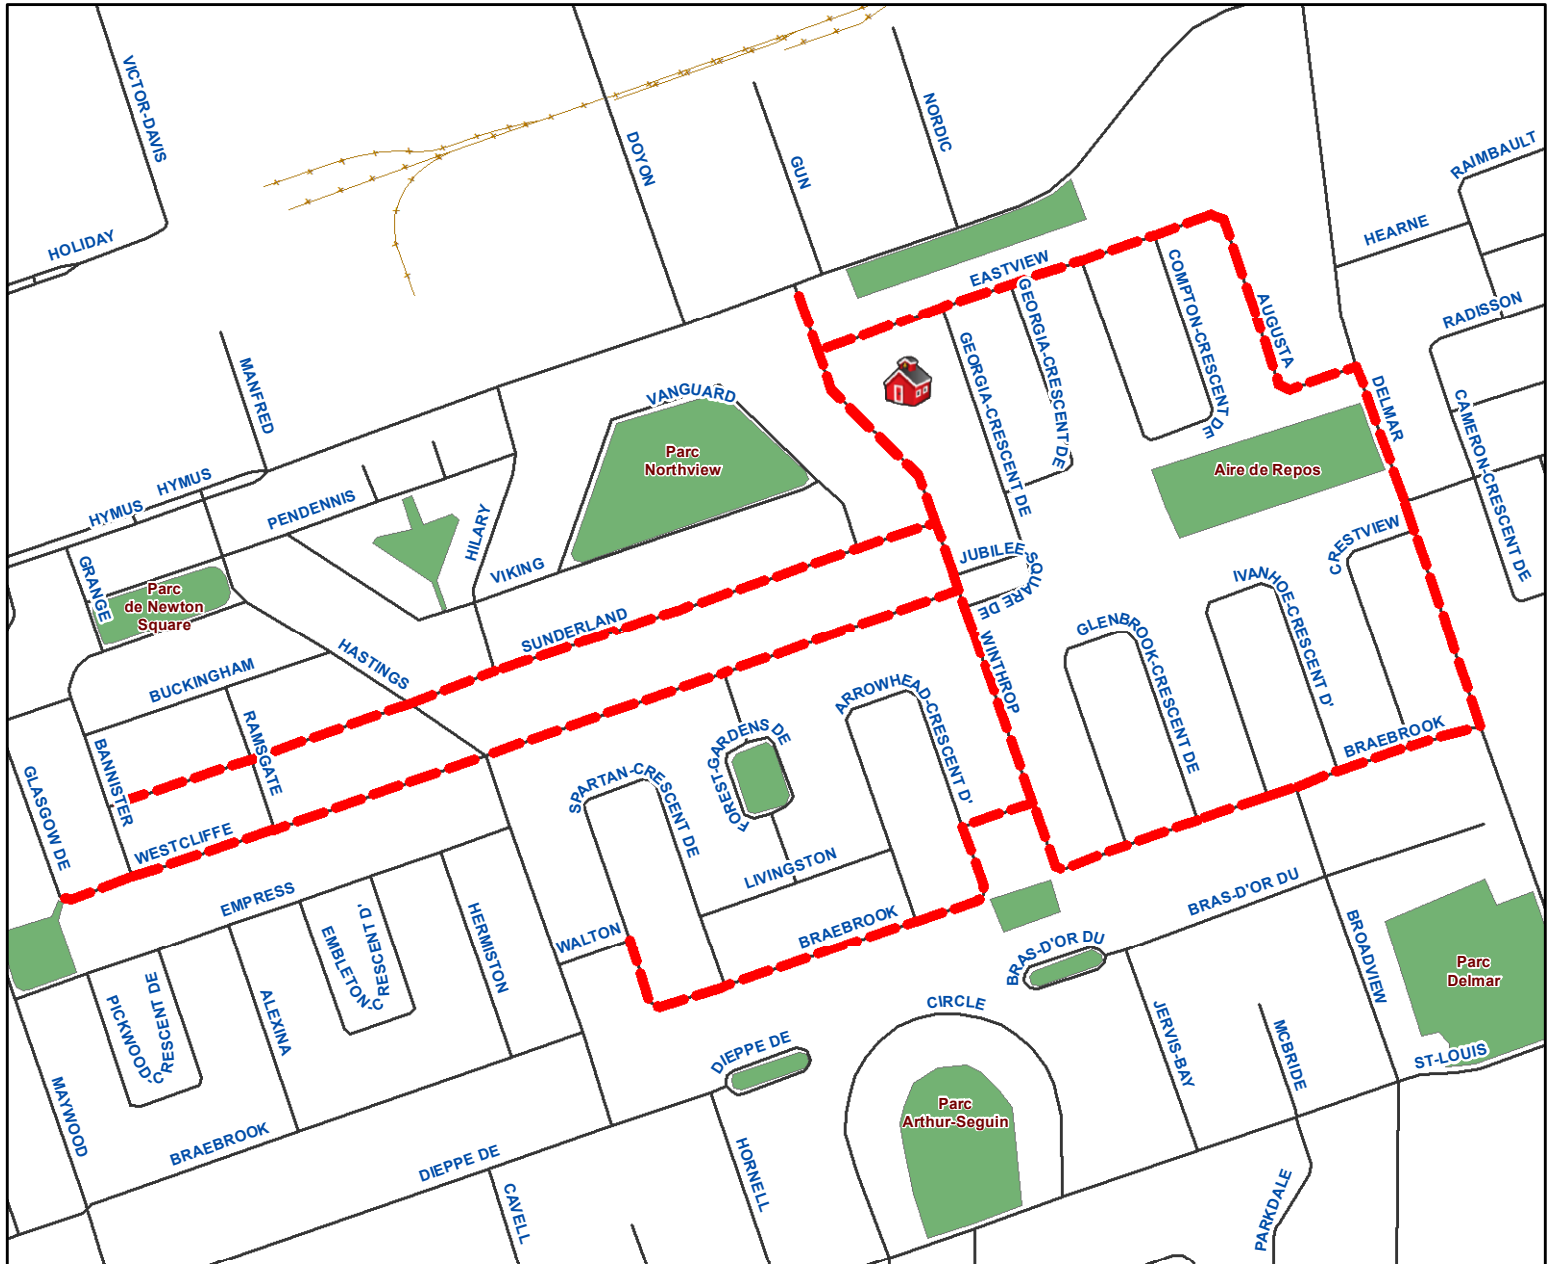 VICTOR-DAVIS
DOYON
GUN
NORDIC
RAIMBAULT
HOLIDAY
HEARNE
EASTVIEW
COMPTON-CRESCENT DE
GEORGIA-CRESCENT DE
GEORGIA-CRESCENT DE
AUGUSTA
RADISSON
MANFRED
VANGUARD
DELMAR
CAMERON-CRESCENT DE
Parc
Northview
Aire de Repos
HYMUS
HYMUS
PENDENNIS
HILARY
VIKING
GRANGE
Parc
de Newton
Square
JUBILEE-SQUARE DE
CRESTVIEW
IVANHOE-CRESCENT D'
GLENBROOK-CRESCENT DE
SUNDERLAND
HASTINGS
BUCKINGHAM
WINTHROP
ARROWHEAD-CRESCENT D'
RAMSGATE
BANNISTER
GLASGOW DE
FOREST-GARDENS DE
SPARTAN-CRESCENT DE
BRAEBROOK
WESTCLIFFE
LIVINGSTON
EMPRESS
BRAS-D'OR DU
BRAEBROOK
WALTON
HERMISTON
EMBLETON-CRESCENT D'
BRAS-D'OR DU
BROADVIEW
Parc
Delmar
PICKWOOD-CRESCENT DE
ALEXINA
CIRCLE
JERVIS-BAY
MCBRIDE
ST-LOUIS
DIEPPE DE
MAYWOOD
Parc
Arthur-Seguin
BRAEBROOK
DIEPPE DE
HORNELL
CAVELL
PARKDALE